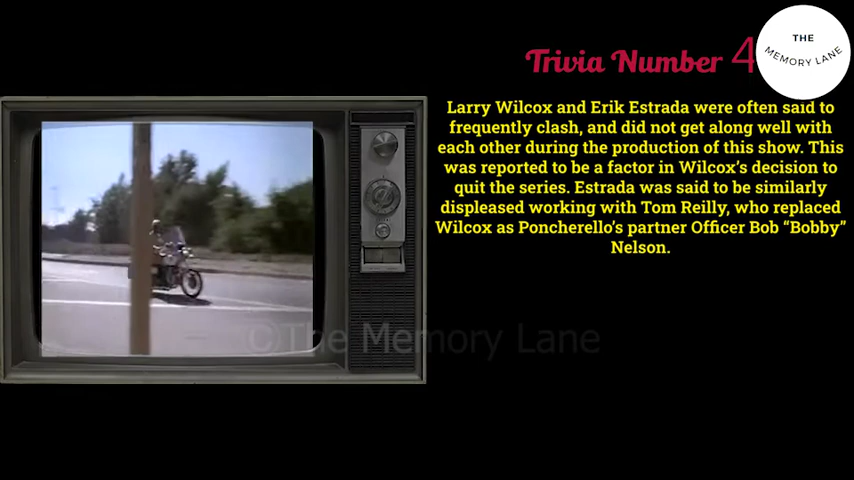 Trivia Number 4
THE
MEMORY LANE
Larry Wilcox and Erik Estrada were often said to
frequently clash, and did not get along well with
each other during the production of this show. This
was reported to be a factor in Wilcox’s decision to
quit the series. Estrada was said to be similarly
displeased working with Tom Reilly, who replaced
Wilcox as Poncherello’s partner Officer Bob “Bobby”
Nelson.
©The Memory Lane